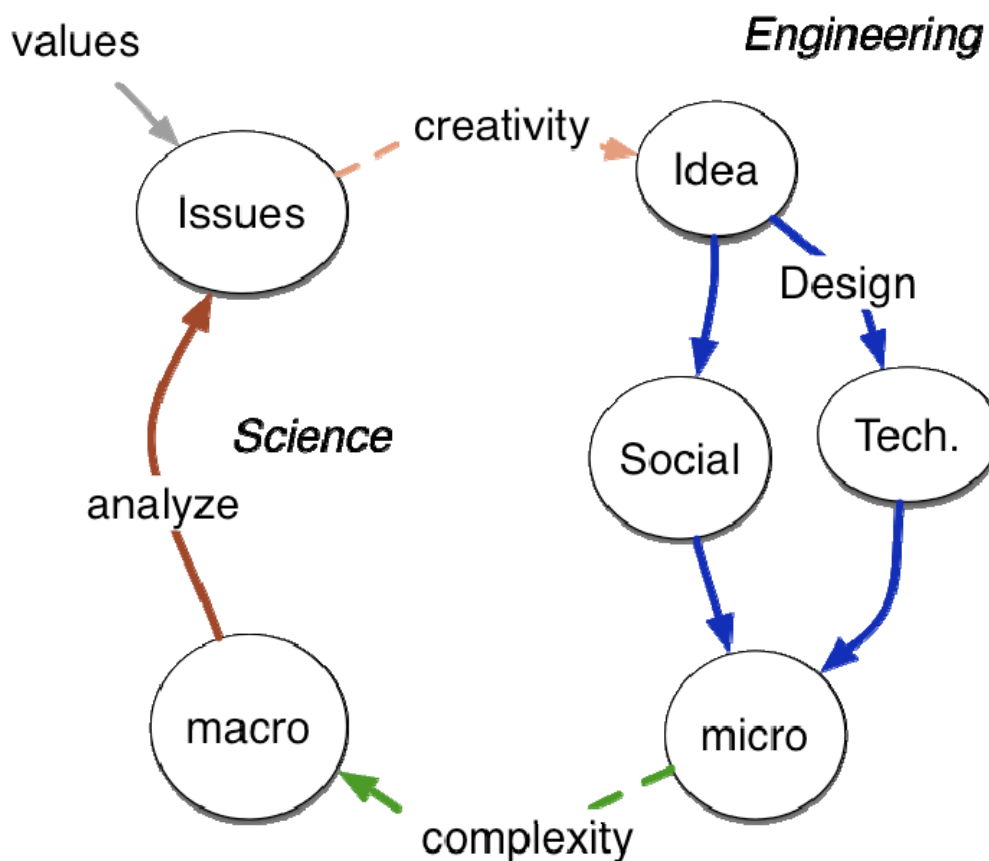 values
Engineering
creativity
Issues
Idea
Design
Science
Social
Tech.
analyze
macro
micro
complexity